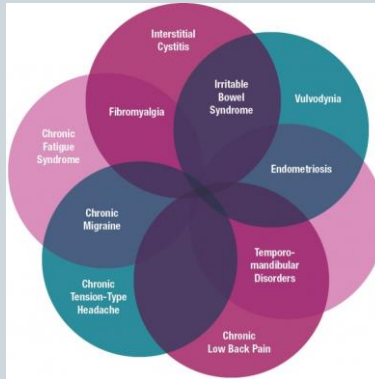 Interstitial
Cystitis
Irritable
Bowel
Syndrome
Vulvodynia
Fibromyalgia
Chronic
Fatigue
Syndrome
Endometriosis
Chronic
Migraine
Temporo-
mandibular
Disorders
Chronic
Tension-Type
Headache
Chronic
Low Back Pain